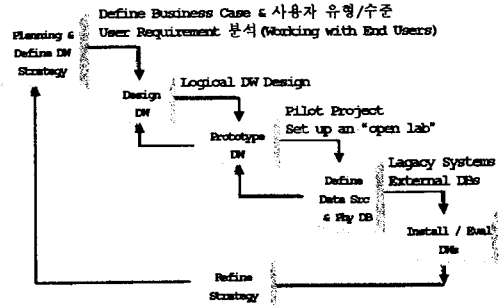 Define Business Case & 사용자 유형/수준
User Requirement 분석(Working with End Users)
Planning &
Define DW
Strategy
Logical DW Design
Design
DW
Pilot Project
Set up an "open lab"
Prototype
DW
Lagacy Systems
External DBs
Define
Data Src
& Phy DB
Install / Eval
DWs
Refine
Strategy